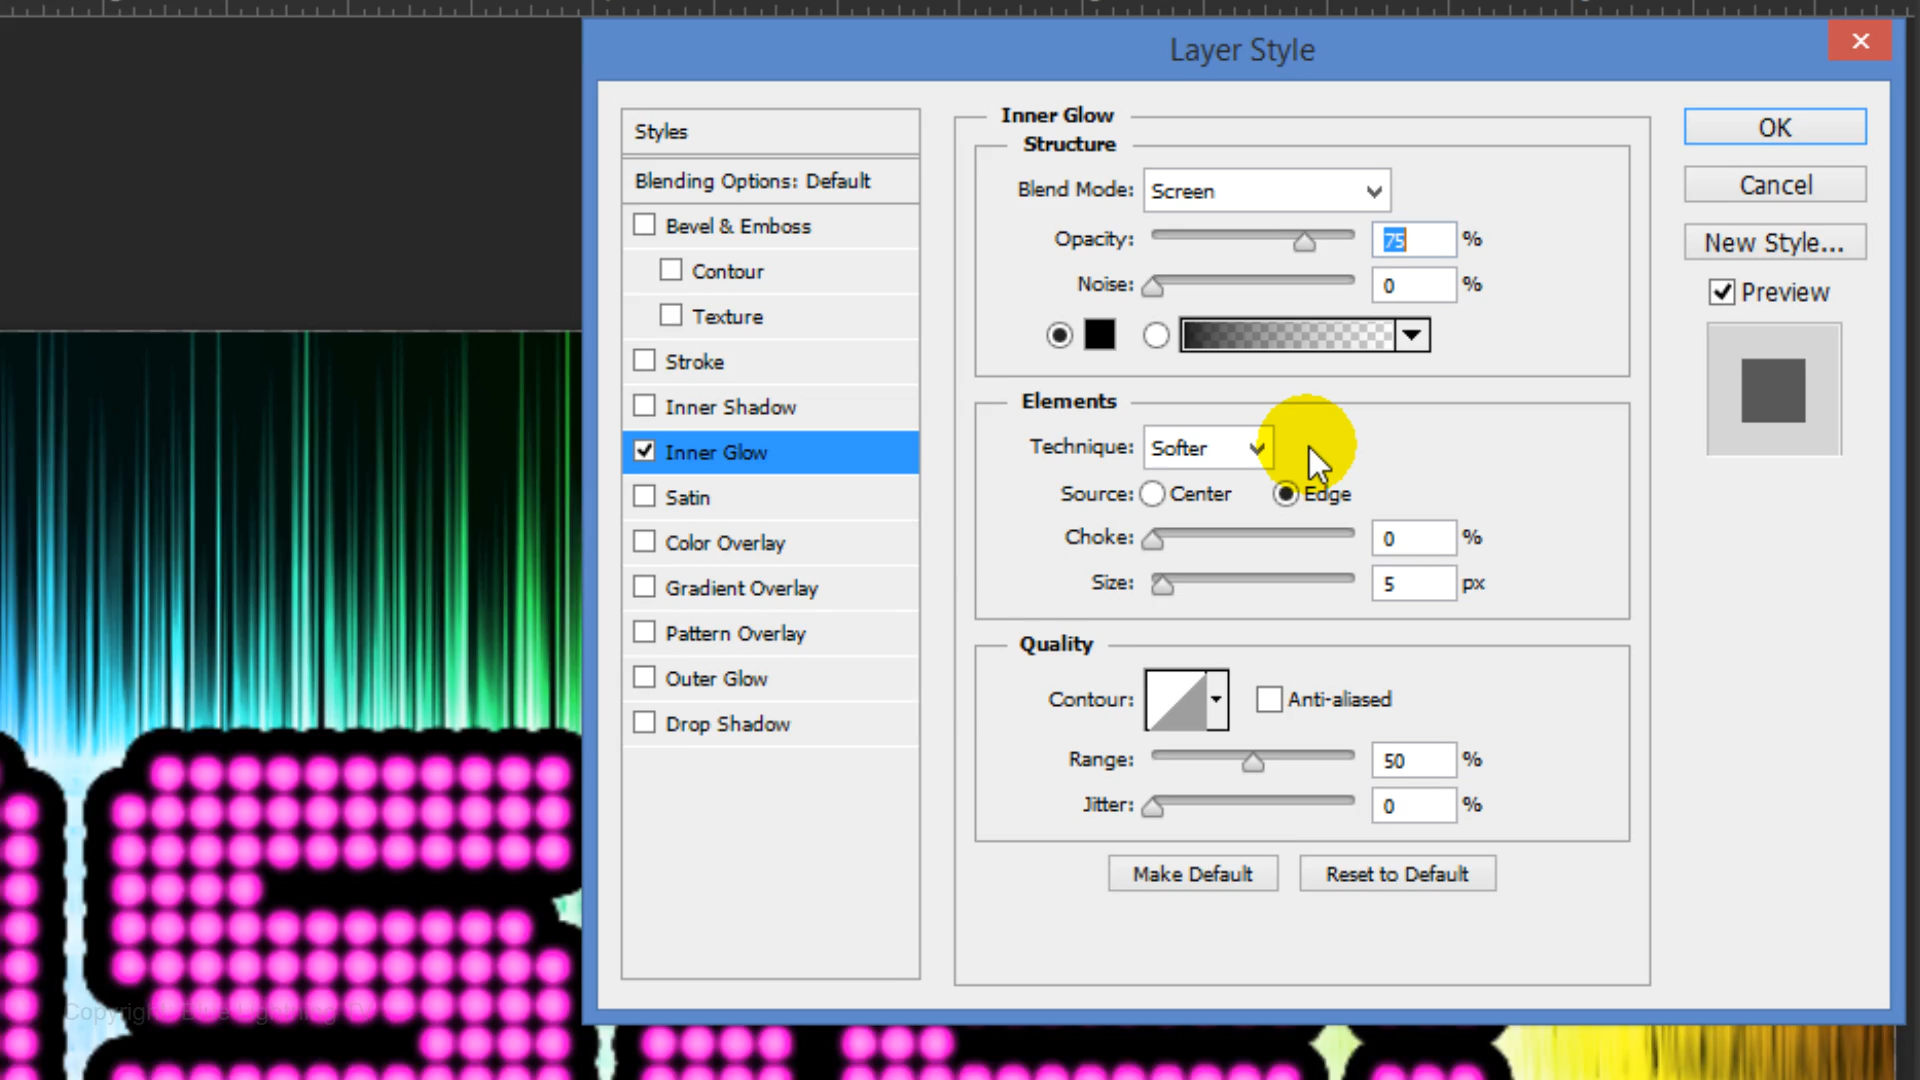 Layer Style
Styles
Blending Options: Default
Bevel & Emboss
Contour
Texture
Stroke
Inner Shadow
Inner Glow
Satin
Color Overlay
Gradient Overlay
Pattern Overlay
Outer Glow
Drop Shadow
Inner Glow
Structure
Blend Mode: Screen
Opacity: 75 %
Noise: 0 %
Elements
Technique: Softer
Source: Center Edge
Choke: 0 %
Size: 5 px
Quality
Contour: Anti-aliased
Range: 50 %
Jitter: 0 %
Make Default Reset to Default
OK
Cancel
New Style...
Preview